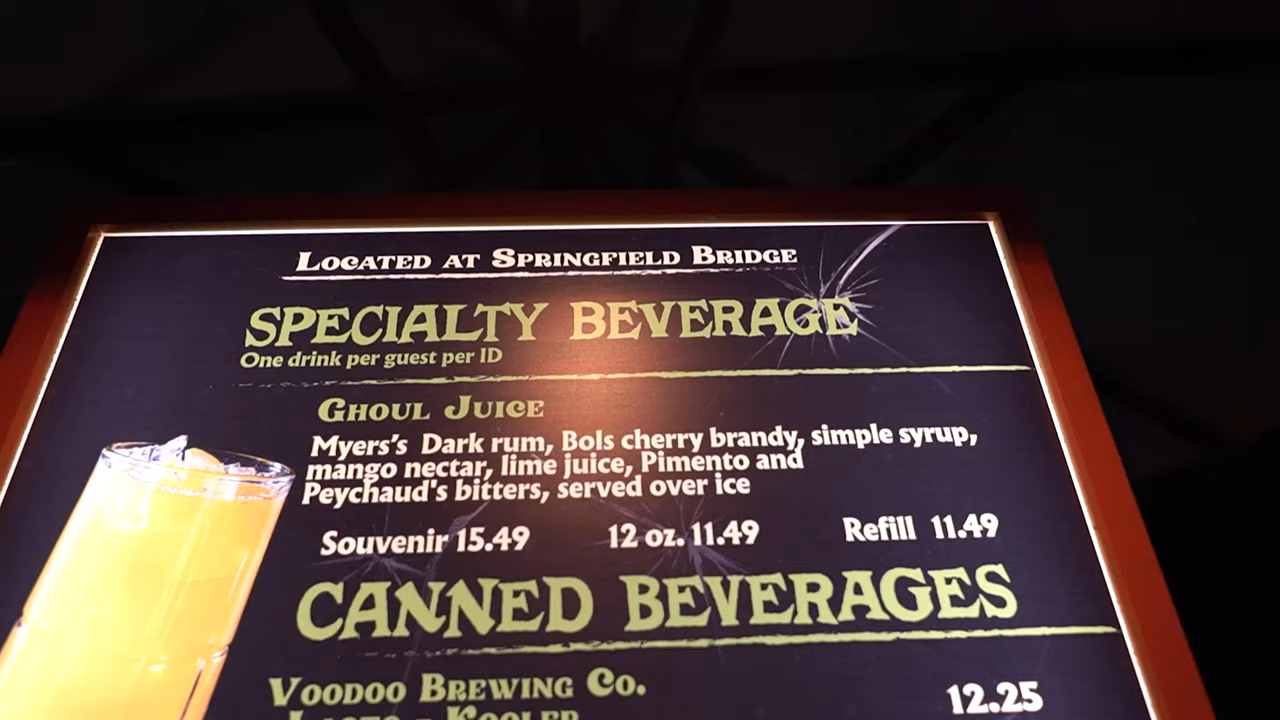 LOCATED AT SPRINGFIELD BRIDGE
SPECIALTY BEVERAGE
One drink per guest per ID
GHOUL JUICE
Myers's Dark rum, Bols cherry brandy, simple syrup,
mango nectar, lime juice, Pimento and
Peychaud's bitters, served over ice
Souvenir 15.49 12 oz. 11.49 Refill 11.49
CANNED BEVERAGES
VOODOO BREWING CO. 12.25